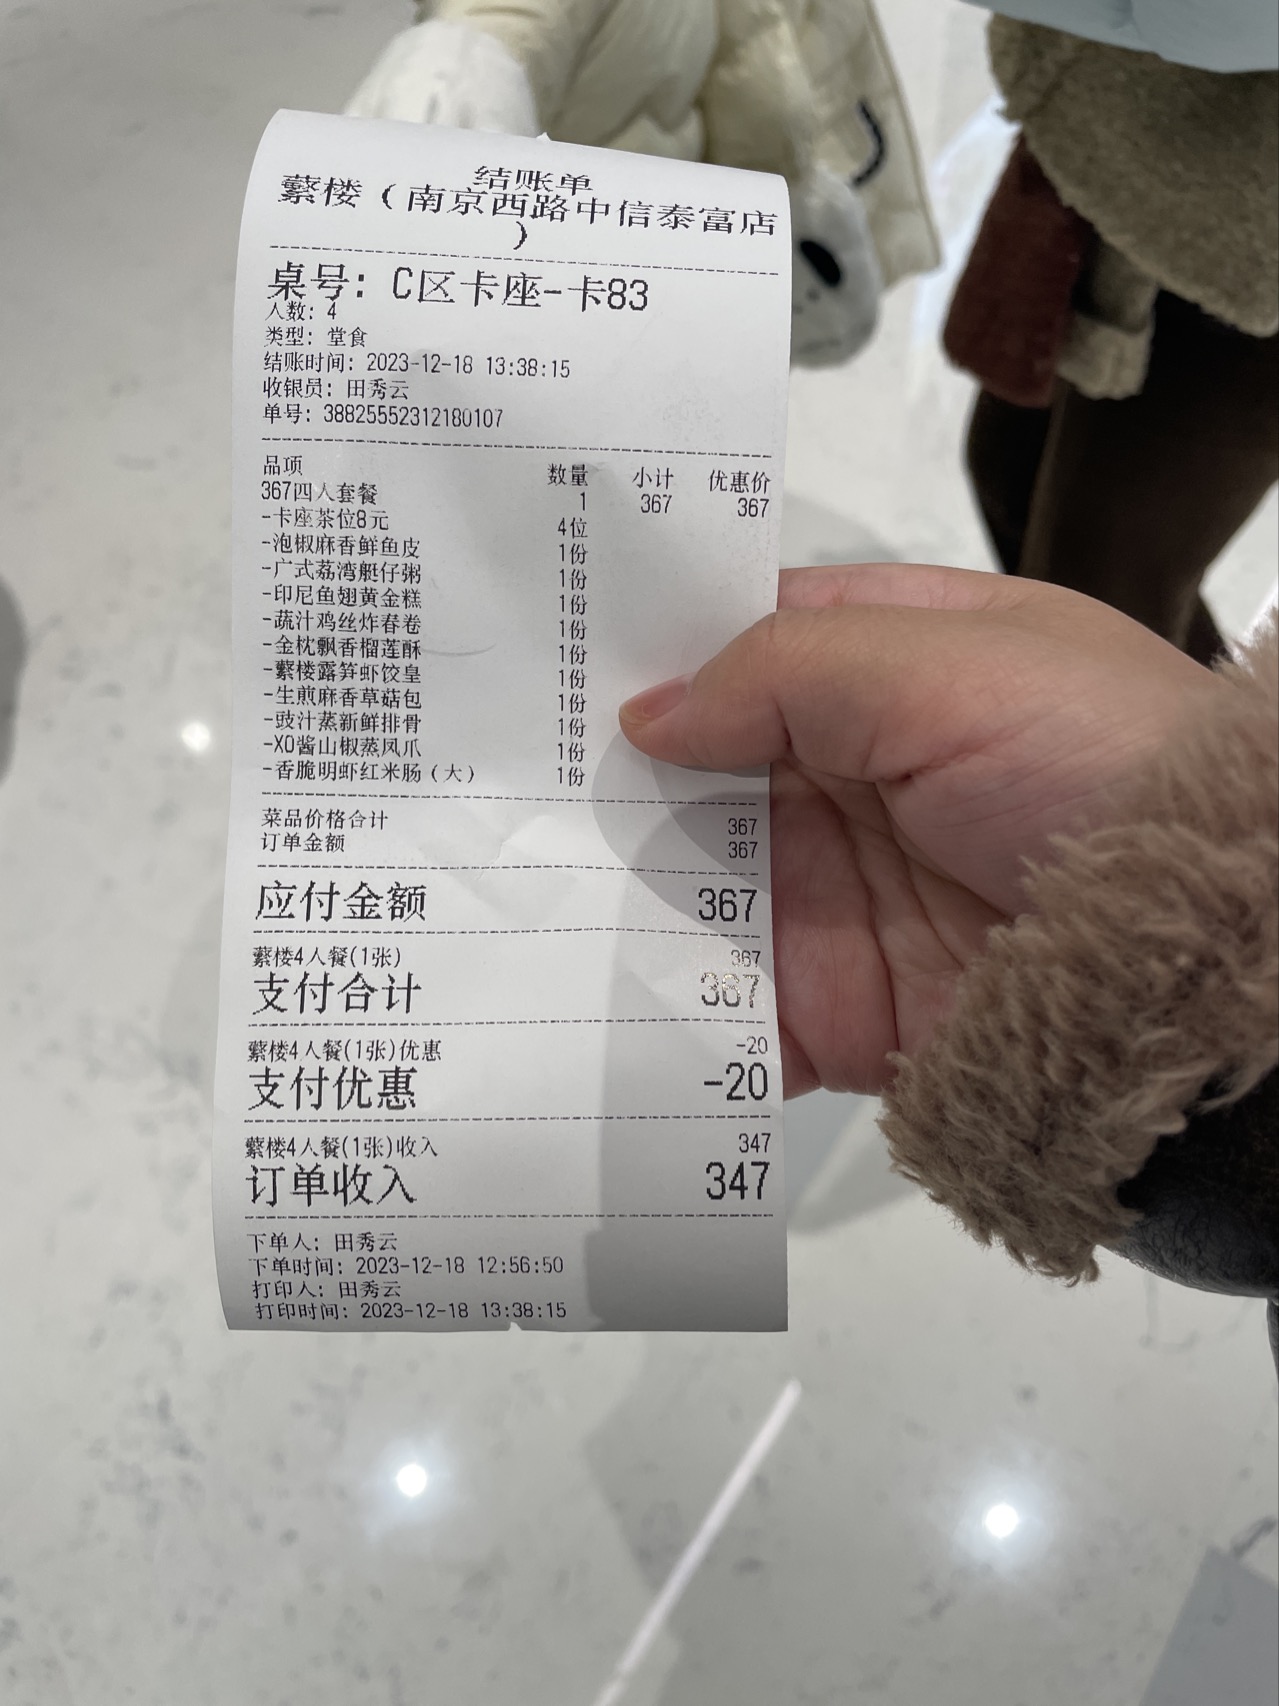 结账单
蘩楼（南京西路中信泰富店
）
桌号: C区卡座-卡83
人数: 4
类型: 堂食
结账时间: 2023-12-18 13:38:15
收银员: 田秀云
单号: 38825552312180107
品项 数量 小计 优惠价
367四人套餐 1 367 367
-卡座茶位8元 4位
-泡椒麻香鲜鱼皮 1份
-广式荔湾艇仔粥 1份
-印尼鱼翅黄金糕 1份
-蔬汁鸡丝炸春卷 1份
-金枕飘香榴莲酥 1份
-蘩楼露笋虾饺皇 1份
-生煎麻香草菇包 1份
-豉汁蒸新鲜排骨 1份
-XO酱山椒蒸凤爪 1份
-香脆明虾红米肠（大） 1份
菜品价格合计 367
订单金额 367
应付金额 367
蘩楼4人餐(1张) 367
支付合计 367
蘩楼4人餐(1张)优惠 -20
支付优惠 -20
蘩楼4人餐(1张)收入 347
订单收入 347
下单人: 田秀云
下单时间: 2023-12-18 12:56:50
打印人: 田秀云
打印时间: 2023-12-18 13:38:15